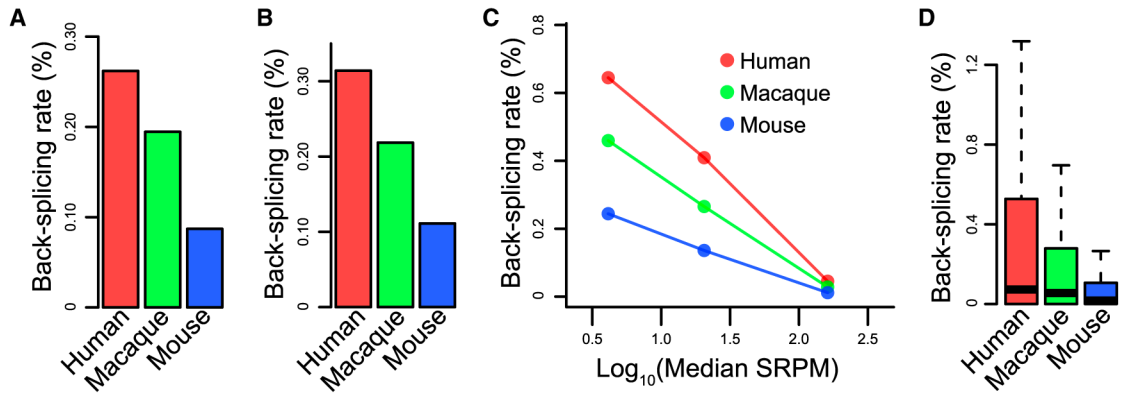 A
Back-splicing rate (%)
0.30
0.20
0.10
0
Human
Macaque
Mouse
B
Back-splicing rate (%)
0.30
0.20
0.10
0
Human
Macaque
Mouse
C
Back-splicing rate (%)
0.8
0.6
0.4
0.2
0
Human
Macaque
Mouse
0.5 1.0 1.5 2.0 2.5
Log10(Median SRPM)
D
Back-splicing rate (%)
1.2
0.8
0.4
0
Human
Macaque
Mouse